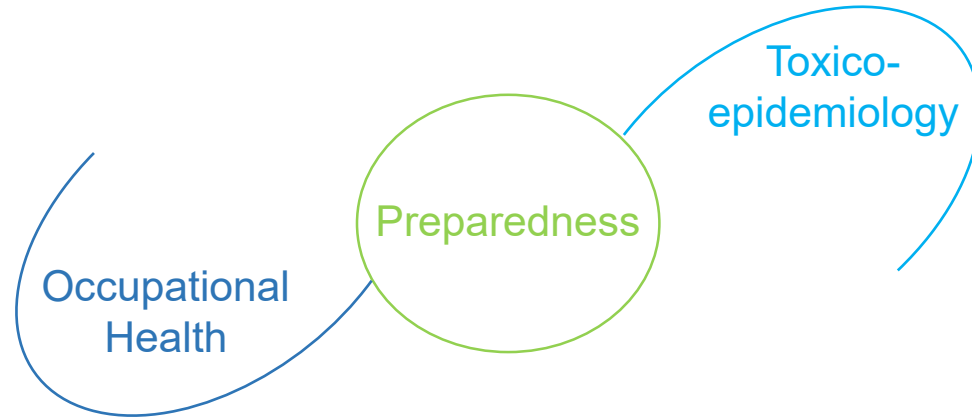 Toxico-
epidemiology
Preparedness
Occupational
Health